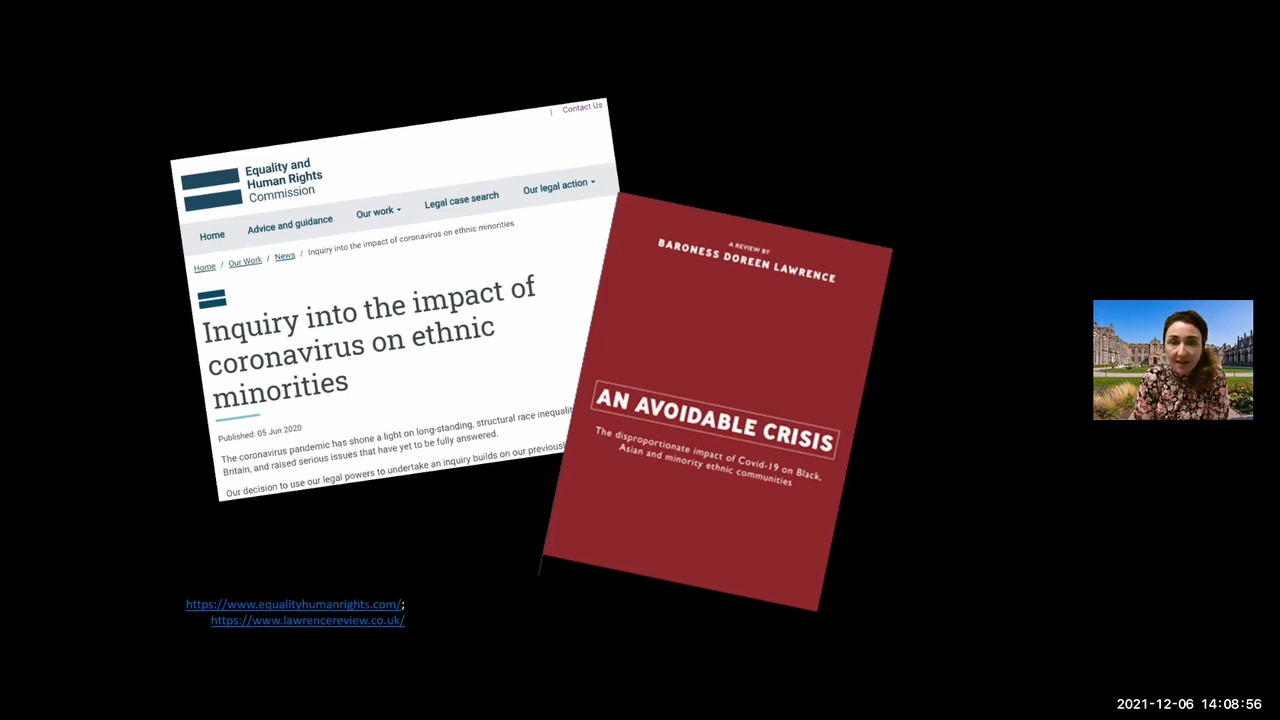 | Contact Us
Equality and
Human Rights
Commission
Home Advice and guidance Our work Legal case search Our legal action
Home / Our Work / News / Inquiry into the impact of coronavirus on ethnic minorities
Inquiry into the impact of
coronavirus on ethnic
minorities
Published: 05 Jun 2020
The coronavirus pandemic has shone a light on long-standing, structural race
Britain, and raised serious issues that have yet to be fully answered.
Our decision to use our legal powers to undertake an inquiry builds on our
A REVIEW BY
BARONESS DOREEN LAWRENCE
AN AVOIDABLE CRISIS
The disproportionate impact of Covid-19 on Black,
Asian and minority ethnic communities
https://www.equalityhumanrights.com/;
https://www.lawrencereview.co.uk/
2021-12-06 14:08:56